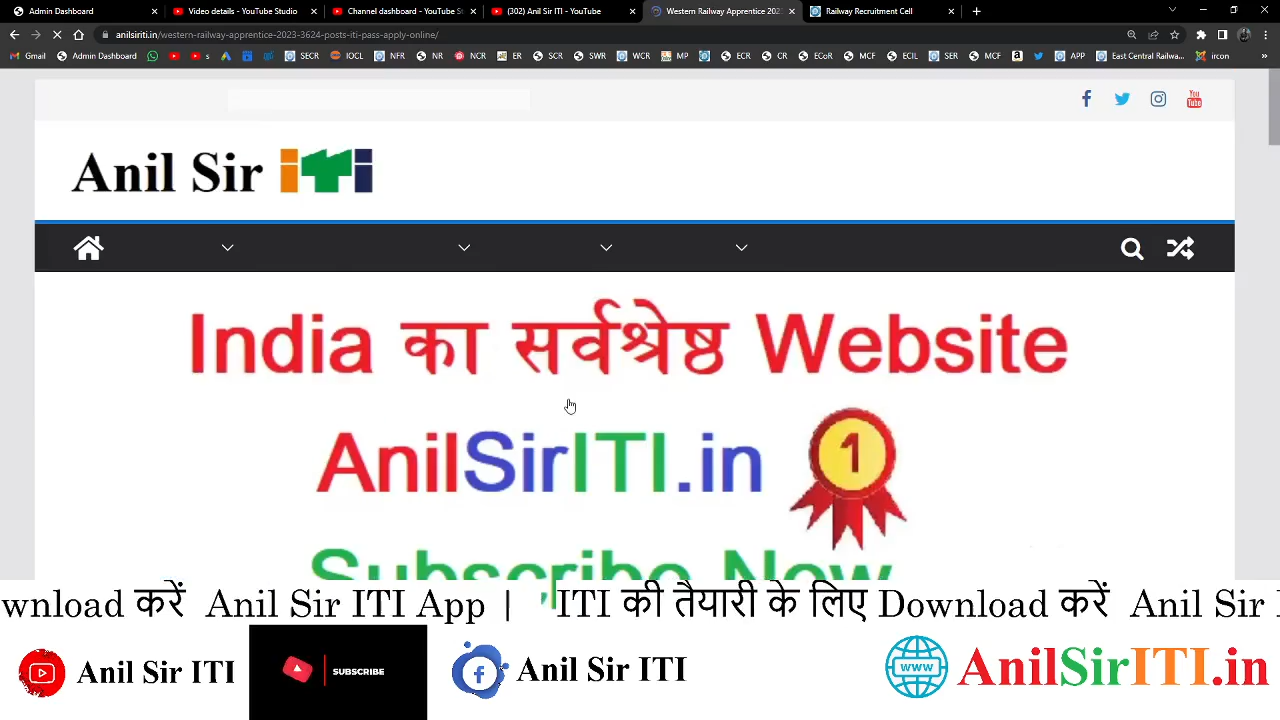 Admin Dashboard
Video details - YouTube Studio
Channel dashboard - YouTube S
(302) Anil Sir ITI - YouTube
Western Railway Apprentice 202
Railway Recruitment Cell
anilsiriti.in/western-railway-apprentice-2023-3624-posts-iti-pass-apply-online/
Gmail Admin Dashboard s SECR IOCL NFR NR NCR ER SCR SWR WCR MP ECR CR ECoR MCF ECIL SER MCF APP East Central Railwa... ircon »
You Tube
Anil Sir iTi
India का सर्वश्रेष्ठ Website
AnilSirITI.in 1
Subscribe Now
wnload करें Anil Sir ITI App | ITI की तैयारी के लिए Download करें Anil Sir
Anil Sir ITI SUBSCRIBE Anil Sir ITI www AnilSirITI.in